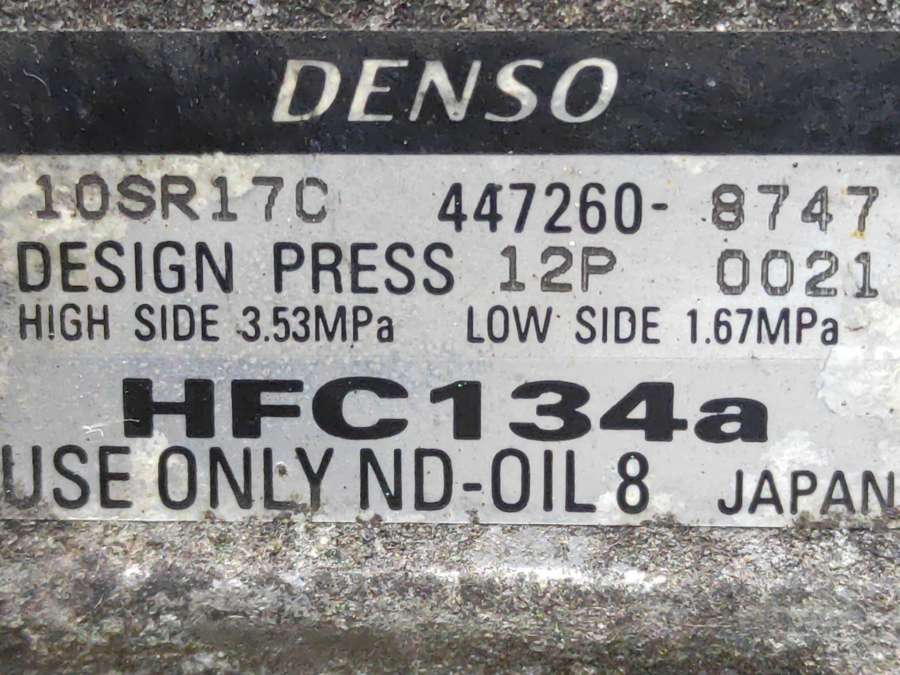 DENSO
10SR17C 447260- 8747
DESIGN PRESS 12P 0021
HIGH SIDE 3.53MPa LOW SIDE 1.67MPa
HFC134a
USE ONLY ND-OIL 8 JAPAN